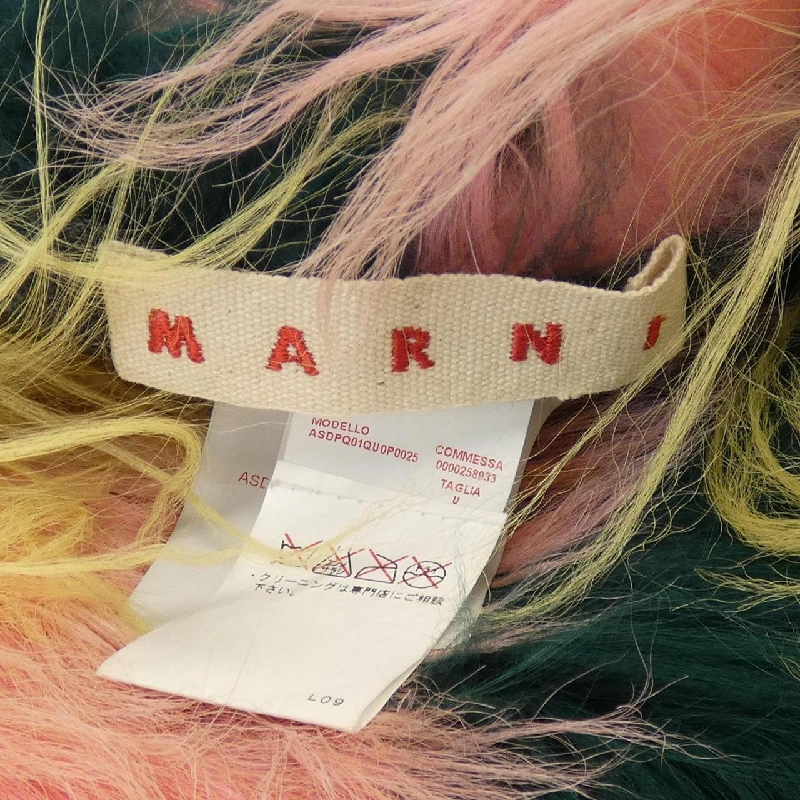 MARNI
MODELLO
ASDPQ01QU0P0025
COMMESSA
0000258933
TAGLIA
U
ASD
・クリーニングは専門店にご相談
下さい。
L09